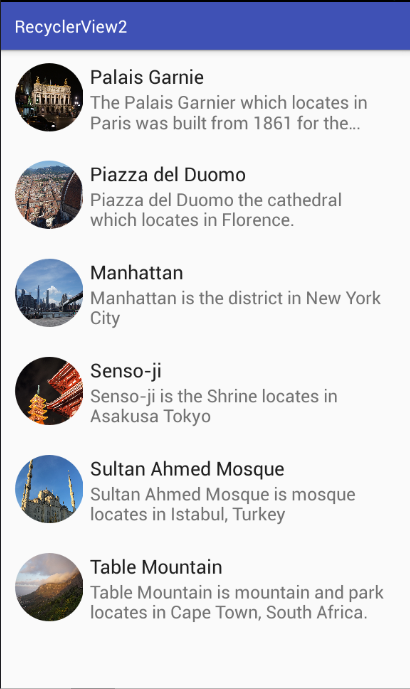 RecyclerView2
Palais Garnie
The Palais Garnier which locates in
Paris was built from 1861 for the...
Piazza del Duomo
Piazza del Duomo the cathedral
which locates in Florence.
Manhattan
Manhattan is the district in New York
City
Senso-ji
Senso-ji is the Shrine locates in
Asakusa Tokyo
Sultan Ahmed Mosque
Sultan Ahmed Mosque is mosque
locates in Istabul, Turkey
Table Mountain
Table Mountain is mountain and park
locates in Cape Town, South Africa.